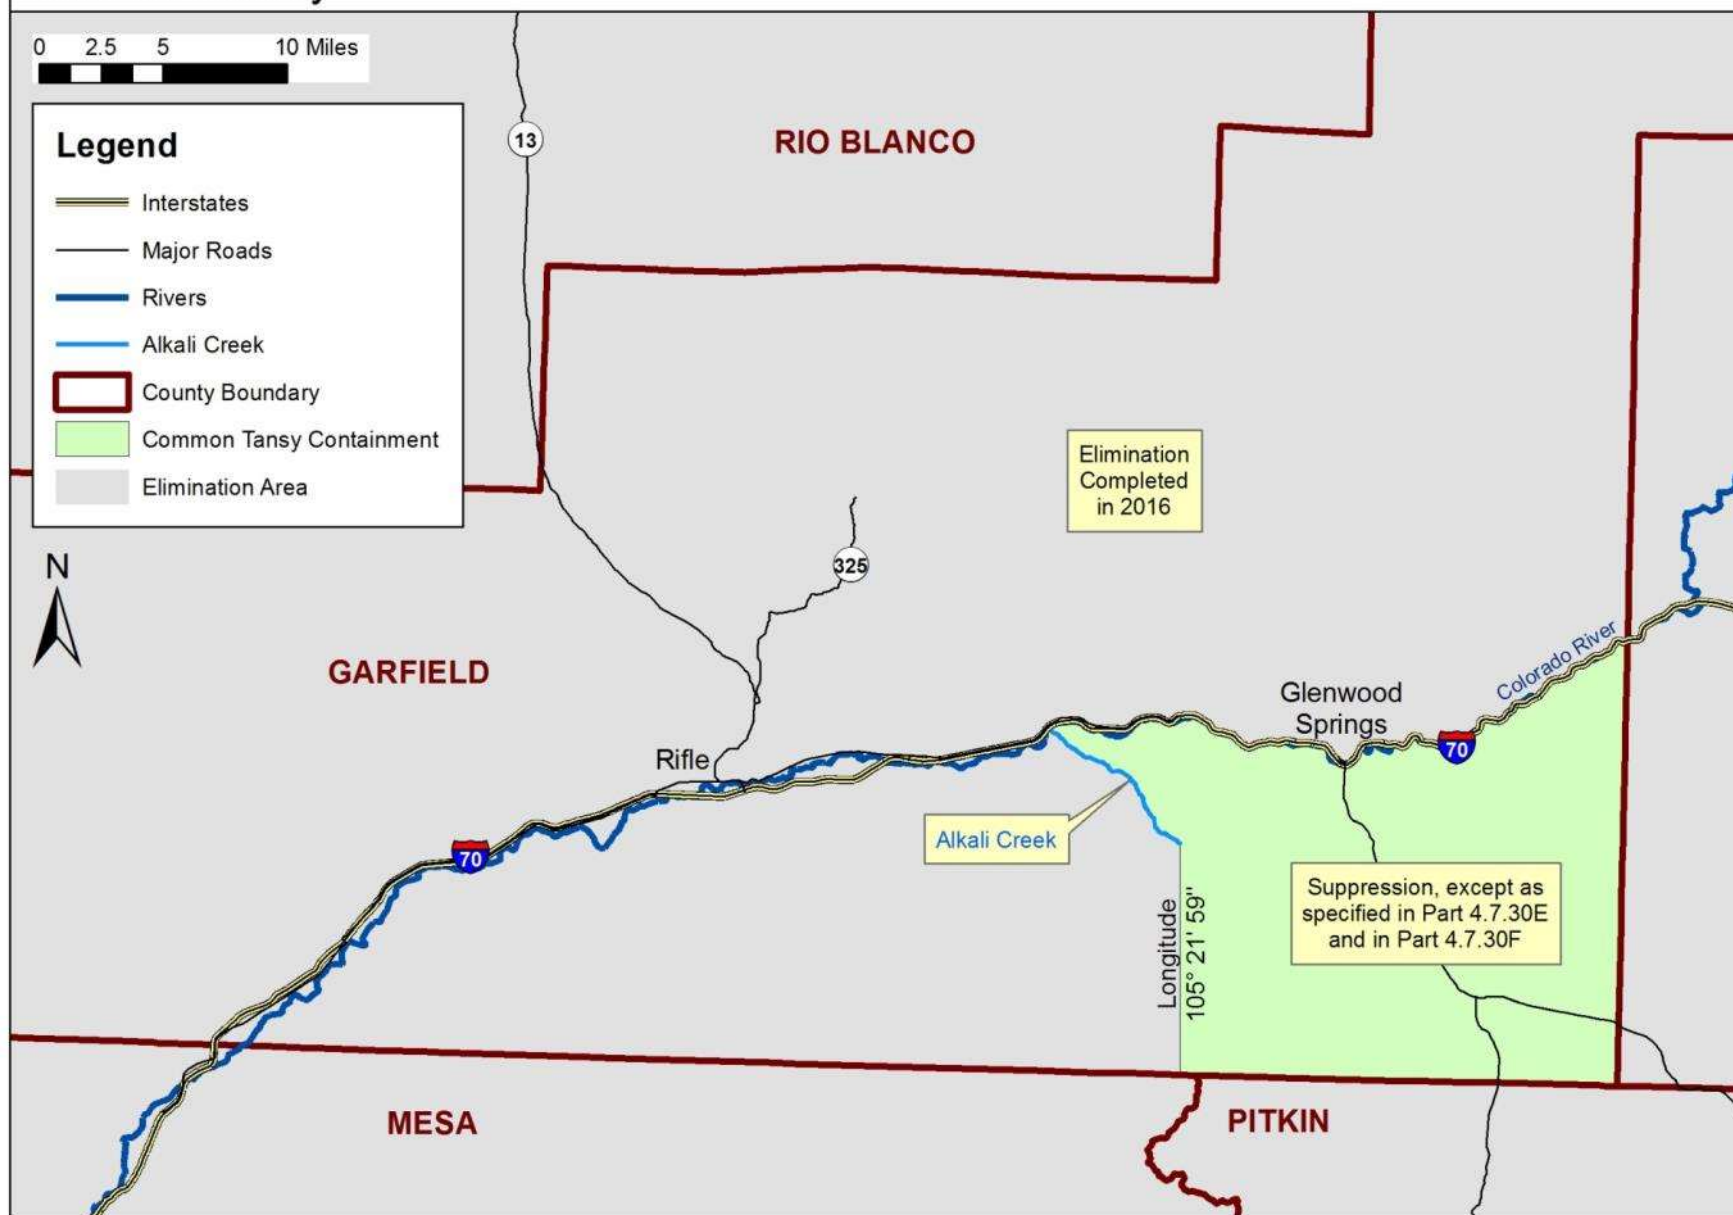 0 2.5 5 10 Miles
Legend
Interstates
Major Roads
Rivers
Alkali Creek
County Boundary
Common Tansy Containment
Elimination Area
N
13
RIO BLANCO
Elimination
Completed
in 2016
325
GARFIELD
Colorado River
Glenwood
Springs
70
Rifle
70
Alkali Creek
Suppression, except as
specified in Part 4.7.30E
and in Part 4.7.30F
Longitude
105° 21' 59"
MESA
PITKIN